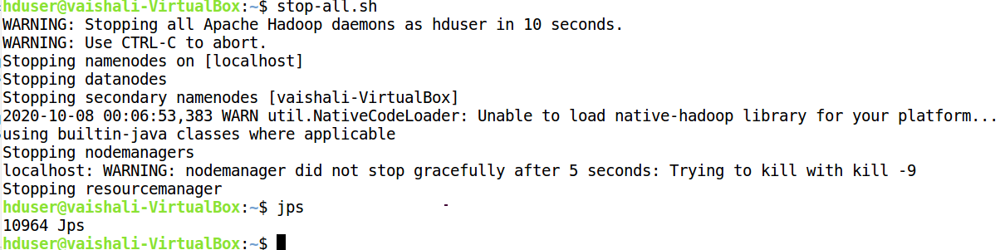 hduser@vaishali-VirtualBox:~$ stop-all.sh
WARNING: Stopping all Apache Hadoop daemons as hduser in 10 seconds.
WARNING: Use CTRL-C to abort.
Stopping namenodes on [localhost]
Stopping datanodes
Stopping secondary namenodes [vaishali-VirtualBox]
2020-10-08 00:06:53,383 WARN util.NativeCodeLoader: Unable to load native-hadoop library for your platform...
using builtin-java classes where applicable
Stopping nodemanagers
localhost: WARNING: nodemanager did not stop gracefully after 5 seconds: Trying to kill with kill -9
Stopping resourcemanager
hduser@vaishali-VirtualBox:~$ jps
10964 Jps
hduser@vaishali-VirtualBox:~$